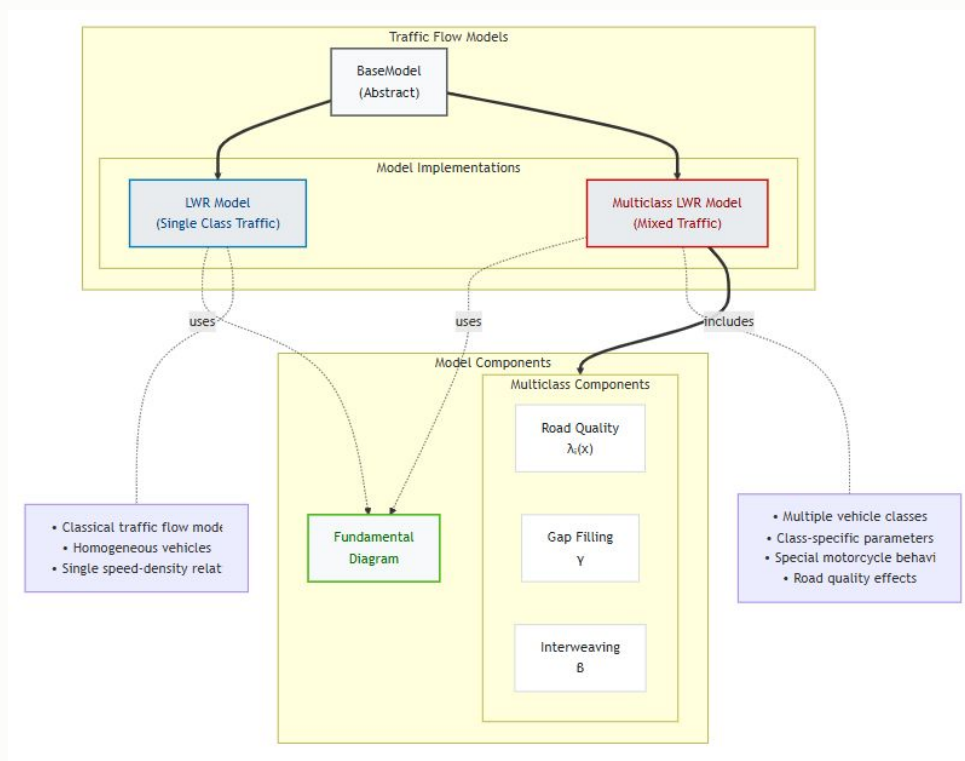 Traffic Flow Models
BaseModel
(Abstract)
Model Implementations
LWR Model
(Single Class Traffic)
Multiclass LWR Model
(Mixed Traffic)
uses
uses
includes
Model Components
Multiclass Components
Road Quality
λᵢ(x)
• Classical traffic flow mode
• Homogeneous vehicles
• Single speed-density relat
Fundamental
Diagram
Gap Filling
γ
• Multiple vehicle classes
• Class-specific parameters
• Special motorcycle behavi
• Road quality effects
Interweaving
β